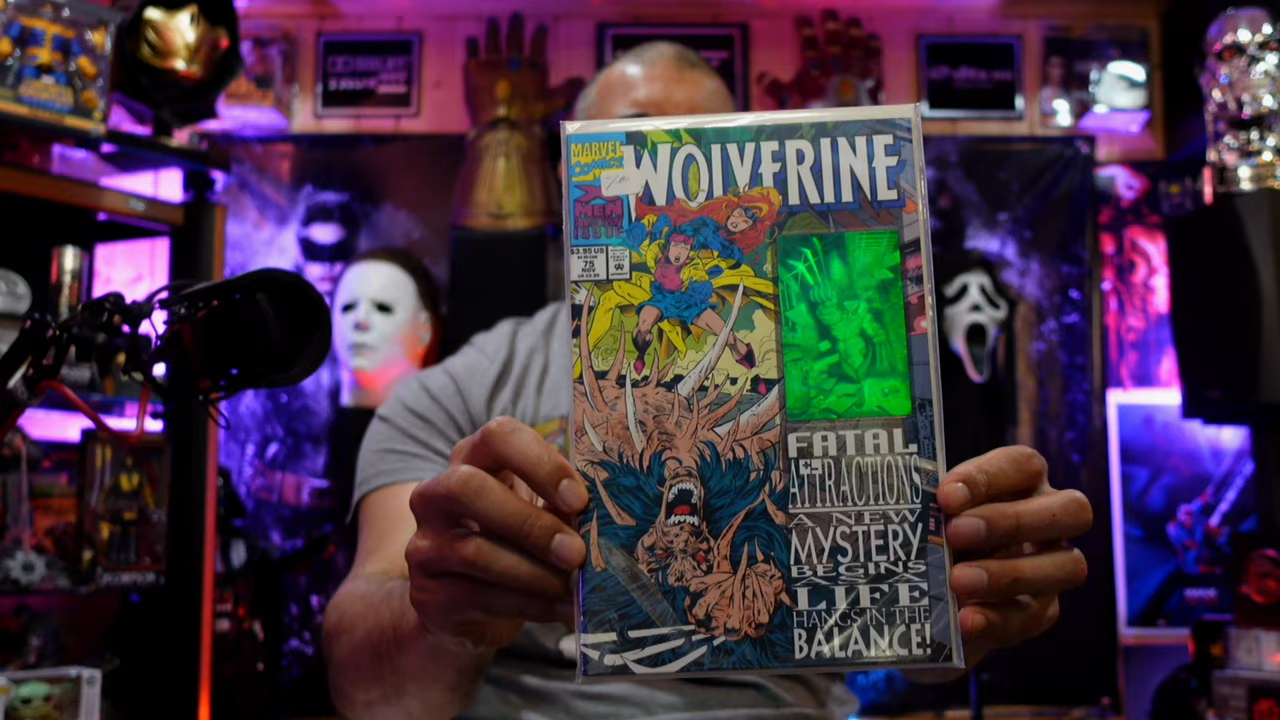 MARVEL
COMICS
WOLVERINE
X-MEN
ISSUE
$3.95 US
75
NOV
FATAL
ATTRACTIONS
A NEW
MYSTERY
BEGINS
AS A
LIFE
HANGS IN THE
BALANCE!